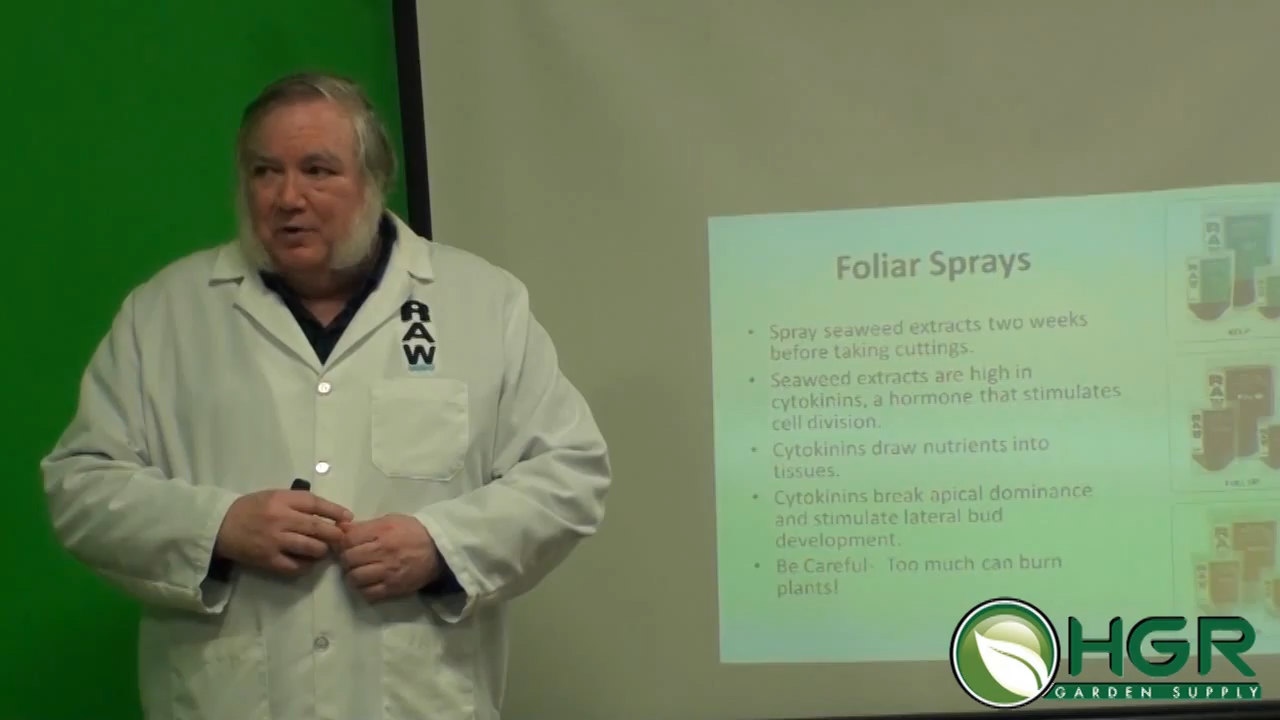 RAW
Foliar Sprays
• Spray seaweed extracts two weeks
before taking cuttings.
• Seaweed extracts are high in
cytokinins, a hormone that stimulates
cell division.
• Cytokinins draw nutrients into
tissues.
• Cytokinins break apical dominance
and stimulate lateral bud
development.
• Be Careful- Too much can burn
plants!
KELP
HGR
GARDEN SUPPLY